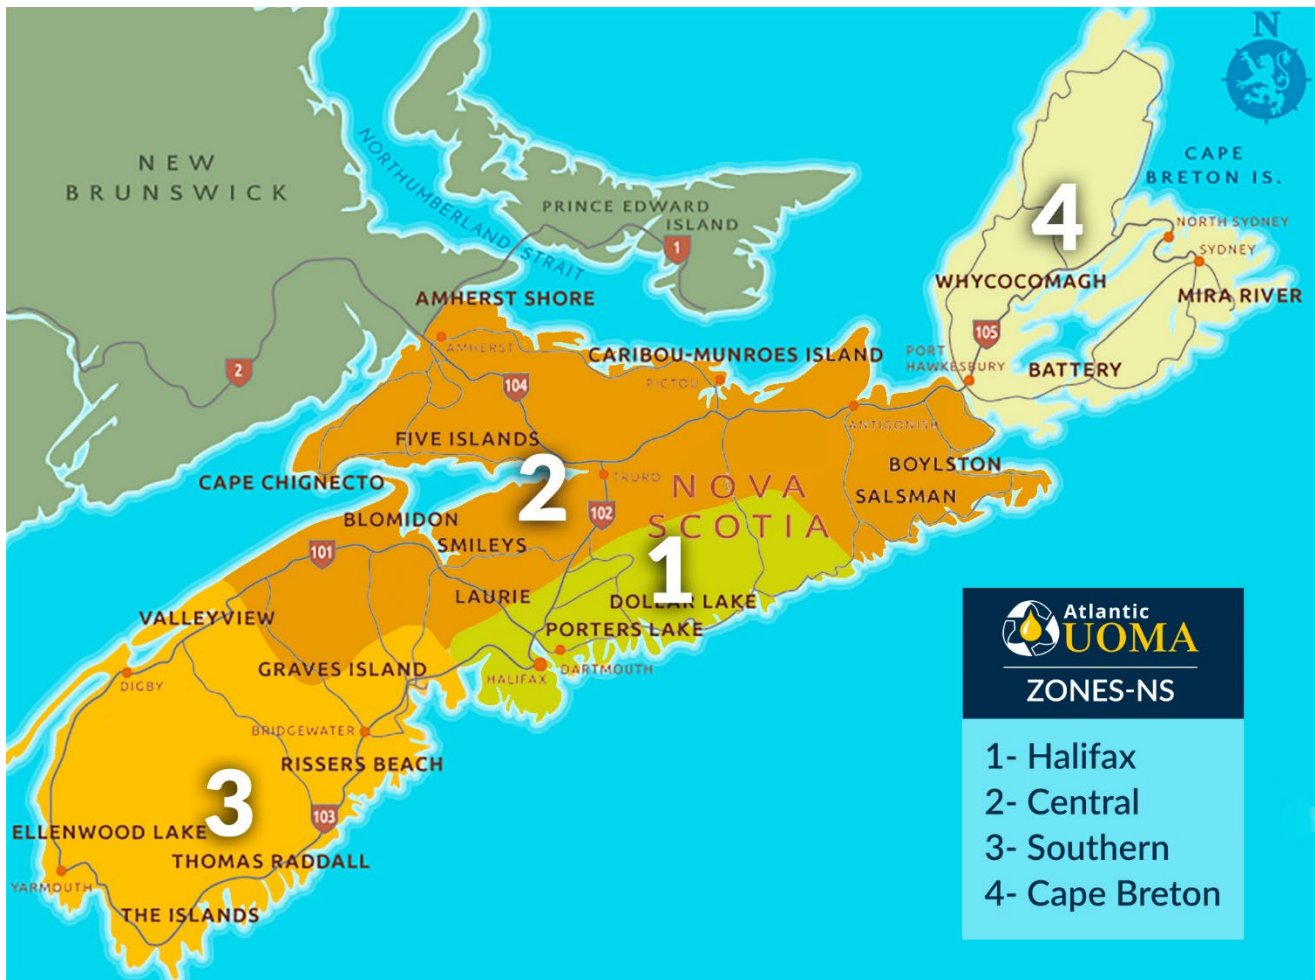 N
NEW
BRUNSWICK
NORTHUMBERLAND STRAIT
PRINCE EDWARD
ISLAND
1
2
CAPE
BRETON IS.
4
NORTH SYDNEY
SYDNEY
WHYCOCOMAGH
MIRA RIVER
105
PORT
HAWKESBURY
BATTERY
AMHERST SHORE
AMHERST
CARIBOU-MUNROES ISLAND
PICTOU
104
ANTIGONISH
FIVE ISLANDS
BOYLSTON
CAPE CHIGNECTO
2
TRURO
NOVA
SCOTIA
SALSMAN
BLOMIDON
102
SMILEYS
101
1
LAURIE
DOLLAR LAKE
VALLEYVIEW
PORTERS LAKE
GRAVES ISLAND
HALIFAX
DARTMOUTH
DIGBY
BRIDGEWATER
RISSERS BEACH
3
103
ELLENWOOD LAKE
THOMAS RADDALL
YARMOUTH
THE ISLANDS
Atlantic
UOMA
ZONES-NS
1- Halifax
2- Central
3- Southern
4- Cape Breton